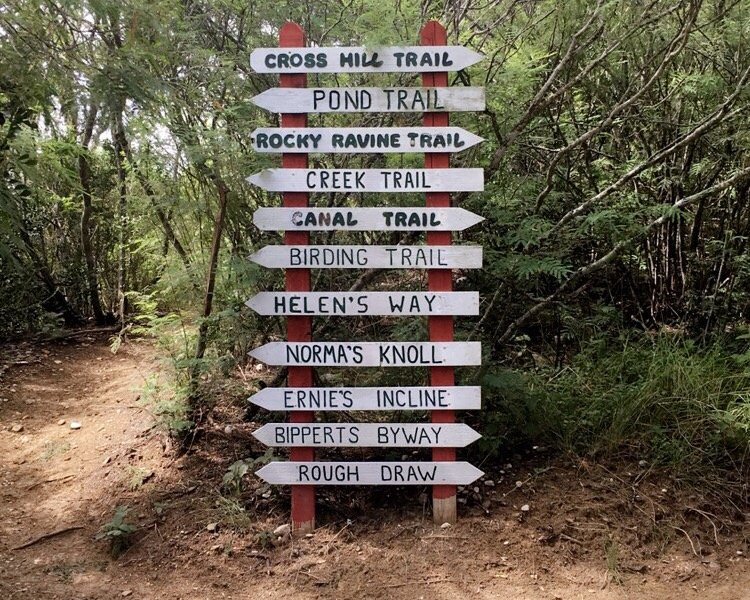 CROSS HILL TRAIL
POND TRAIL
ROCKY RAVINE TRAIL
CREEK TRAIL
CANAL TRAIL
BIRDING TRAIL
HELEN'S WAY
NORMA'S KNOLL
ERNIE'S INCLINE
BIPPERTS BYWAY
ROUGH DRAW